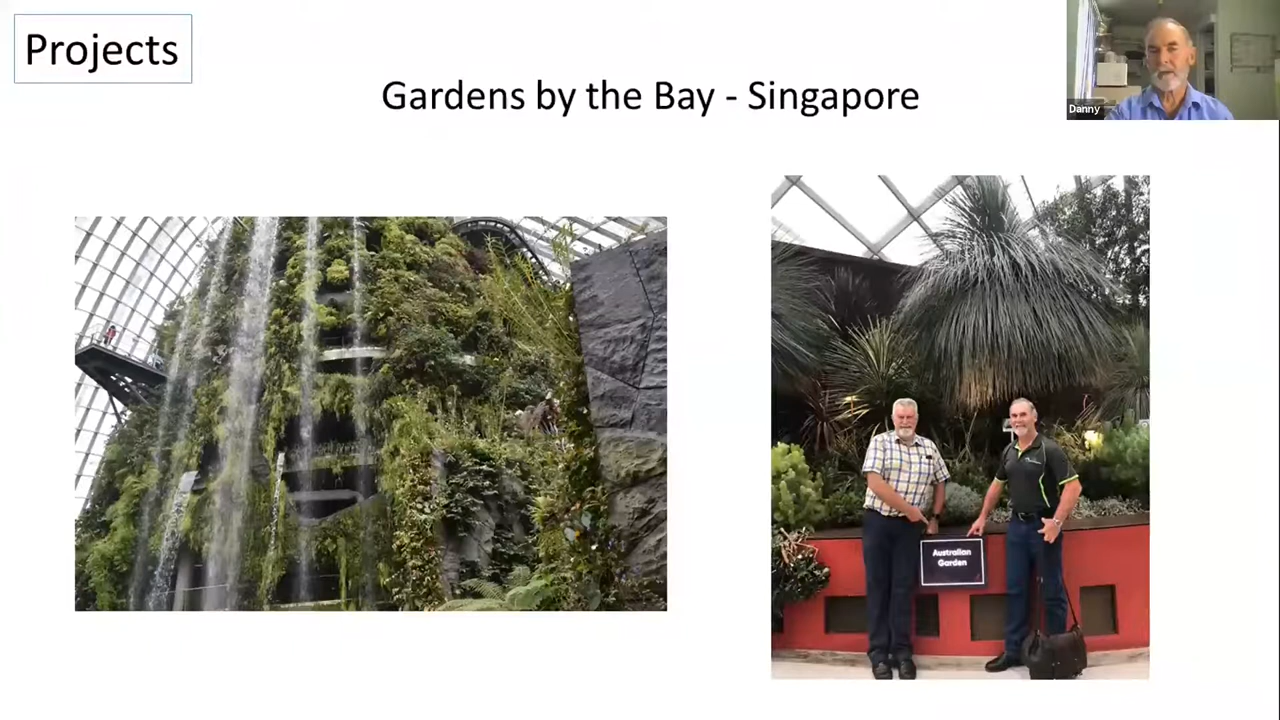 Projects
Gardens by the Bay - Singapore
Danny
Australian
Garden